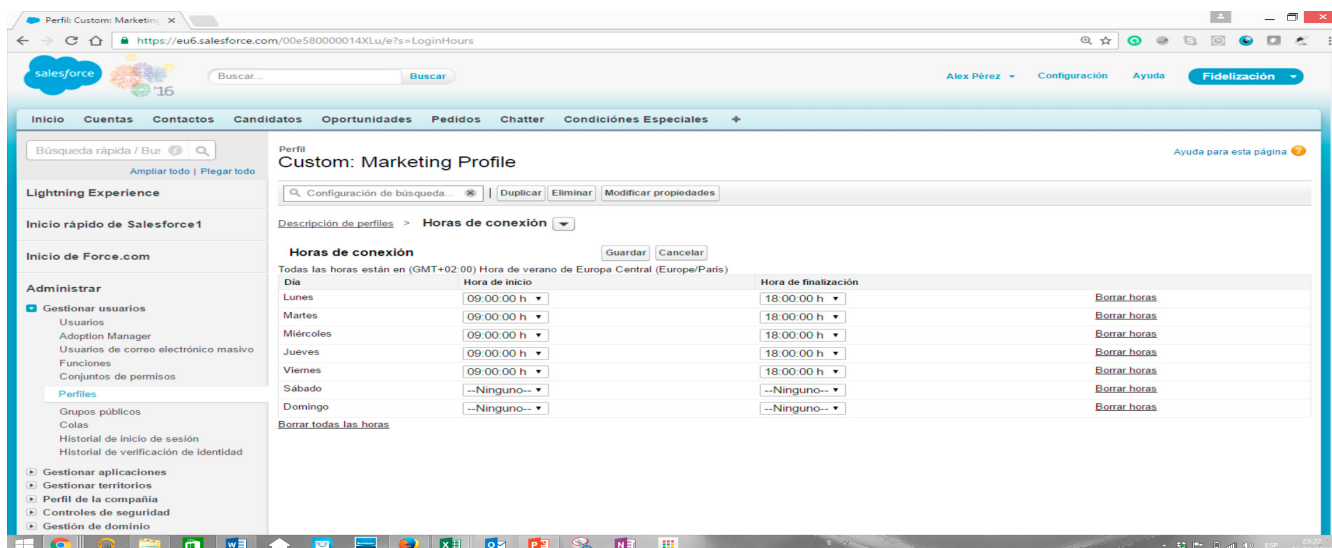 Perfil: Custom: Marketing
https://eu6.salesforce.com/00e580000014XLu/e?s=LoginHours
salesforce
'16
Buscar...
Buscar
Alex Pérez
Configuración
Ayuda
Fidelización
Inicio Cuentas Contactos Candidatos Oportunidades Pedidos Chatter Condiciónes Especiales +
Búsqueda rápida / Bus
Ampliar todo | Plegar todo
Lightning Experience
Inicio rápido de Salesforce1
Inicio de Force.com
Administrar
Gestionar usuarios
Usuarios
Adoption Manager
Usuarios de correo electrónico masivo
Funciones
Conjuntos de permisos
Perfiles
Grupos públicos
Colas
Historial de inicio de sesión
Historial de verificación de identidad
Gestionar aplicaciones
Gestionar territorios
Perfil de la compañía
Controles de seguridad
Gestión de dominio
Perfil
Custom: Marketing Profile
Ayuda para esta página
Configuración de búsqueda... | Duplicar Eliminar Modificar propiedades
Descripción de perfiles > Horas de conexión
Horas de conexión Guardar Cancelar
Todas las horas están en (GMT+02:00) Hora de verano de Europa Central (Europe/Paris)
Día Hora de inicio Hora de finalización
Lunes 09:00:00 h 18:00:00 h Borrar horas
Martes 09:00:00 h 18:00:00 h Borrar horas
Miércoles 09:00:00 h 18:00:00 h Borrar horas
Jueves 09:00:00 h 18:00:00 h Borrar horas
Viernes 09:00:00 h 18:00:00 h Borrar horas
Sábado --Ninguno-- --Ninguno-- Borrar horas
Domingo --Ninguno-- --Ninguno-- Borrar horas
Borrar todas las horas
ESP
23:22